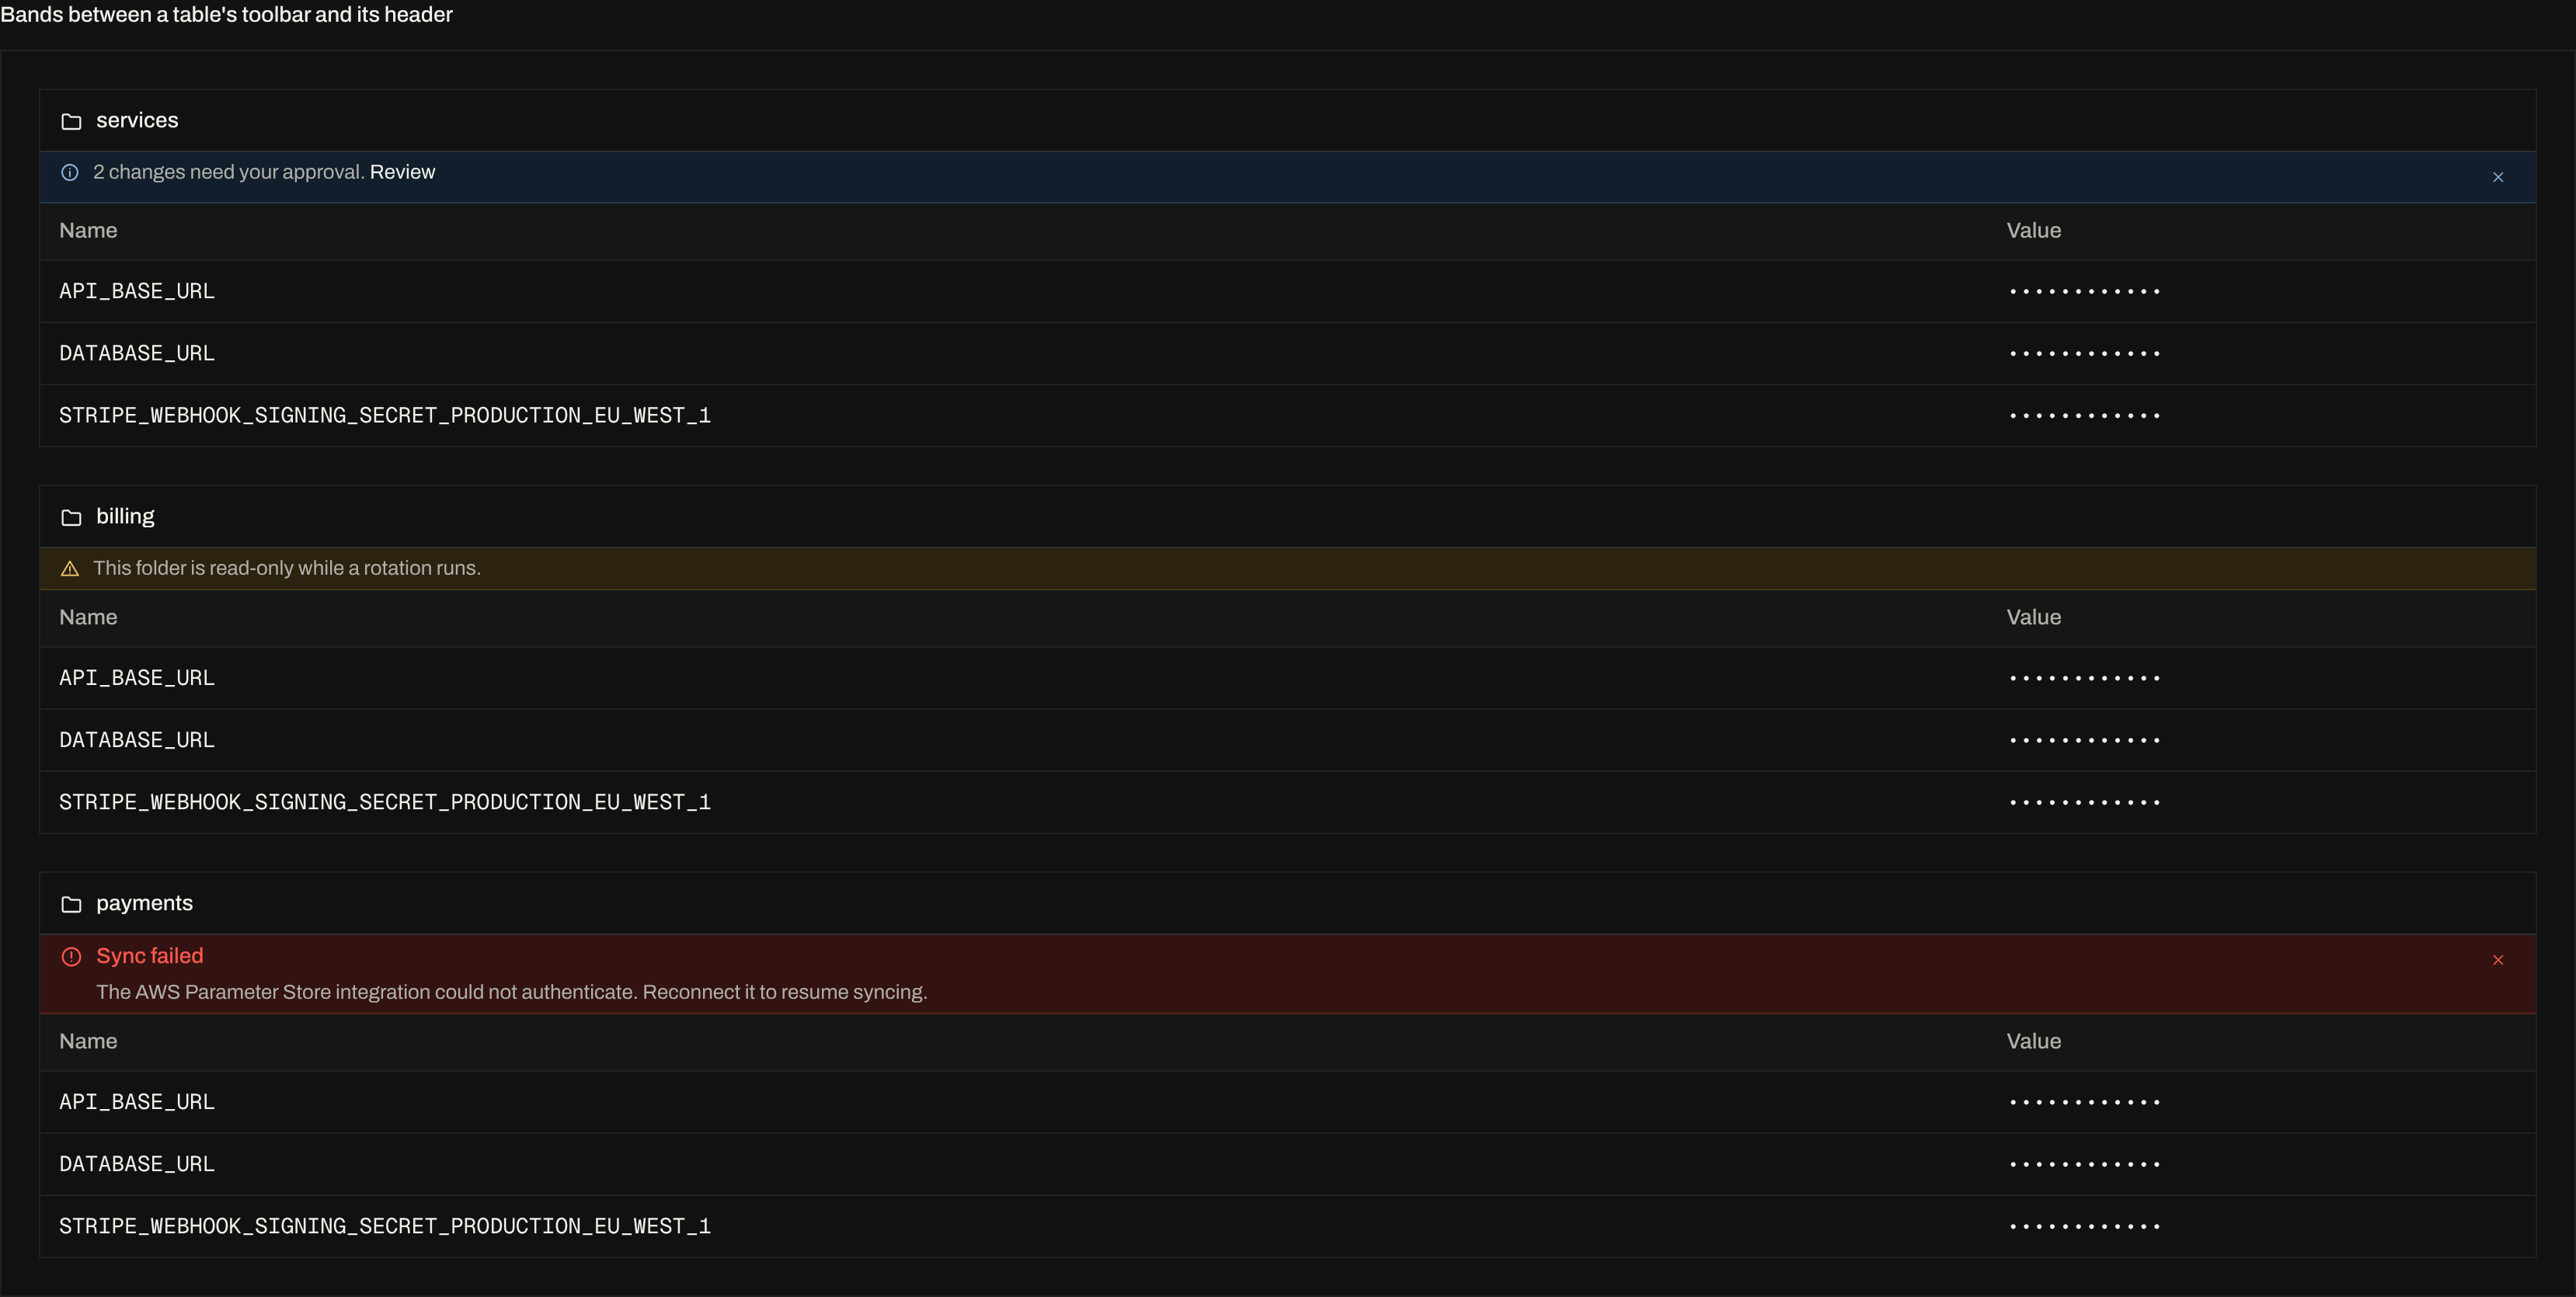 Bands between a table's toolbar and its header
services
2 changes need your approval. Review
Name Value
API_BASE_URL ••••••••••••
DATABASE_URL ••••••••••••
STRIPE_WEBHOOK_SIGNING_SECRET_PRODUCTION_EU_WEST_1 ••••••••••••
billing
This folder is read-only while a rotation runs.
Name Value
API_BASE_URL ••••••••••••
DATABASE_URL ••••••••••••
STRIPE_WEBHOOK_SIGNING_SECRET_PRODUCTION_EU_WEST_1 ••••••••••••
payments
Sync failed
The AWS Parameter Store integration could not authenticate. Reconnect it to resume syncing.
Name Value
API_BASE_URL ••••••••••••
DATABASE_URL ••••••••••••
STRIPE_WEBHOOK_SIGNING_SECRET_PRODUCTION_EU_WEST_1 ••••••••••••